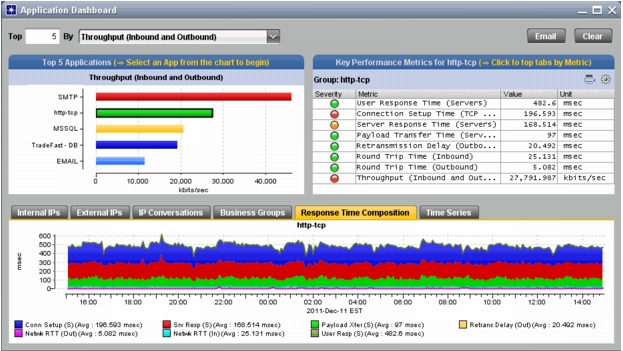 Application Dashboard
Top 5 By Throughput (Inbound and Outbound)
Email
Clear
Top 5 Applications (⇒ Select an App from the chart to begin)
Throughput (Inbound and Outbound)
SMTP
http-tcp
MSSQL
TradeFast - DB
EMAIL
0 10,000 20,000 30,000 40,000
kbits/sec
Key Performance Metrics for http-tcp (⇒ Click to top tabs by Metric)
Group: http-tcp
Severity Metric Value Unit
User Response Time (Servers) 482.6 msec
Connection Setup Time (TCP ... 196.593 msec
Server Response Time (Servers) 168.514 msec
Payload Transfer Time (Serv... 97 msec
Retransmission Delay (Outbo... 20.492 msec
Round Trip Time (Inbound) 25.131 msec
Round Trip Time (Outbound) 5.082 msec
Throughput (Inbound and Out... 27,791.987 kbits/sec
Internal IPs
External IPs
IP Conversations
Business Groups
Response Time Composition
Time Series
http-tcp
msec
600
500
400
300
200
100
0
16:00 18:00 20:00 22:00 00:00 02:00 04:00 06:00 08:00 10:00 12:00 14:00
2011-Dec-11 EST
Conn Setup (S) (Avg : 196.593 msec) Srv Resp (S) (Avg : 168.514 msec) Payload Xfer (S) (Avg : 97 msec) Retrans Delay (Out) (Avg : 20.492 msec)
Netwk RTT (Out) (Avg : 5.082 msec) Netwk RTT (In) (Avg : 25.131 msec) User Resp (S) (Avg : 482.6 msec)